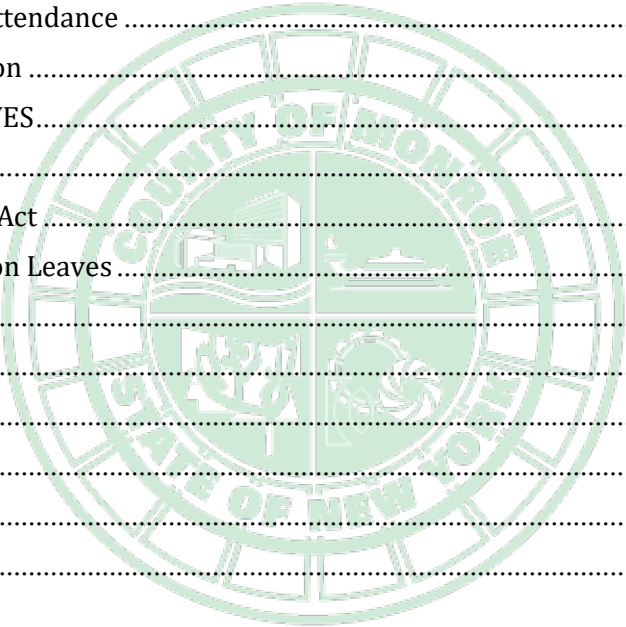 ttendance ....................................................................................................
on ....................................................................................................
VES....................................................................................................
....................................................................................................
Act ....................................................................................................
on Leaves ....................................................................................................
....................................................................................................
....................................................................................................
....................................................................................................
....................................................................................................
....................................................................................................
....................................................................................................
COUNTY OF MONROE
STATE OF NEW YORK